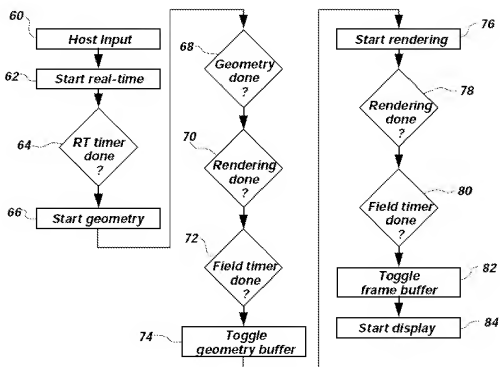 60
Host Input
62
Start real-time
64
RT timer
done
?
66
Start geometry
68
Geometry
done
?
70
Rendering
done
?
72
Field timer
done
?
74
Toggle
geometry buffer
Start rendering
76
78
Rendering
done
?
80
Field timer
done
?
82
Toggle
frame buffer
Start display
84